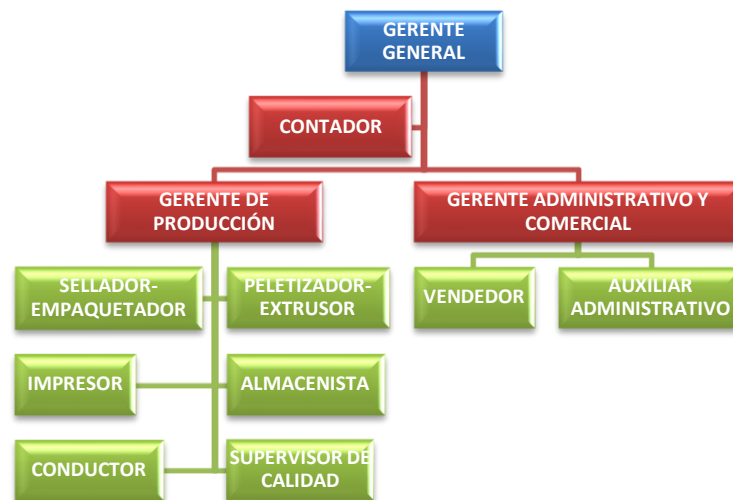 GERENTE
GENERAL
CONTADOR
GERENTE DE
PRODUCCIÓN
GERENTE ADMINISTRATIVO Y
COMERCIAL
SELLADOR-
EMPAQUETADOR
PELETIZADOR-
EXTRUSOR
VENDEDOR
AUXILIAR
ADMINISTRATIVO
IMPRESOR
ALMACENISTA
CONDUCTOR
SUPERVISOR DE
CALIDAD